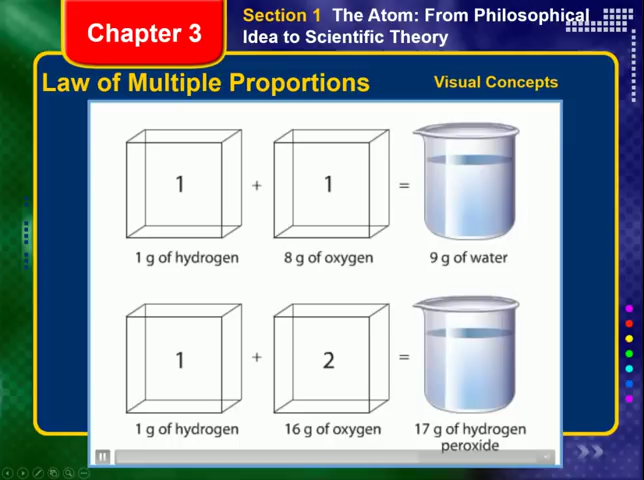 Chapter 3
Section 1 The Atom: From Philosophical
Idea to Scientific Theory
Law of Multiple Proportions
Visual Concepts
1 + 1 =
1 g of hydrogen 8 g of oxygen 9 g of water
1 + 2 =
1 g of hydrogen 16 g of oxygen 17 g of hydrogen
peroxide